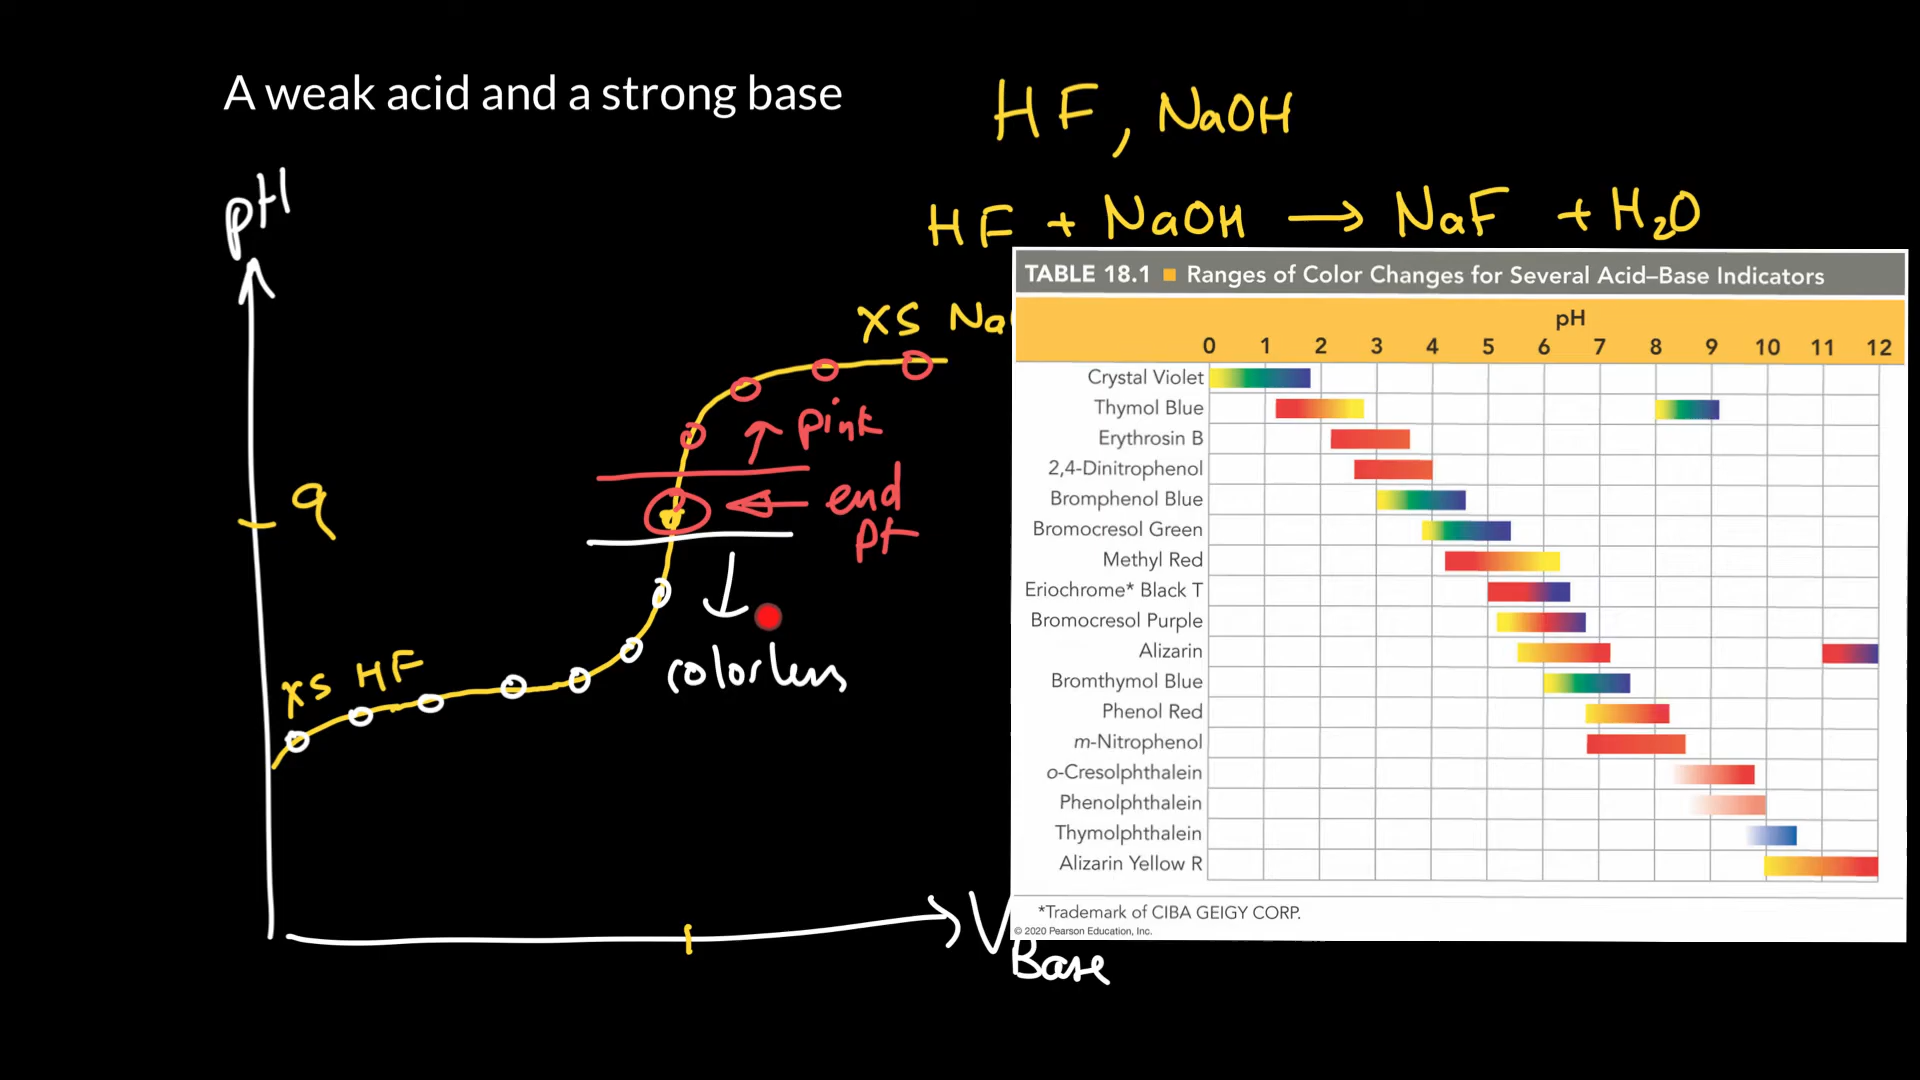 A weak acid and a strong base
HF, NaOH
HF + NaOH → NaF + H₂O
pH
xs Na
pink
end
pt
9
colorless
xs HF
V Base
TABLE 18.1 ■ Ranges of Color Changes for Several Acid–Base Indicators
pH
0 1 2 3 4 5 6 7 8 9 10 11 12
Crystal Violet
Thymol Blue
Erythrosin B
2,4-Dinitrophenol
Bromphenol Blue
Bromocresol Green
Methyl Red
Eriochrome* Black T
Bromocresol Purple
Alizarin
Bromthymol Blue
Phenol Red
m-Nitrophenol
o-Cresolphthalein
Phenolphthalein
Thymolphthalein
Alizarin Yellow R
*Trademark of CIBA GEIGY CORP.
© 2020 Pearson Education, Inc.